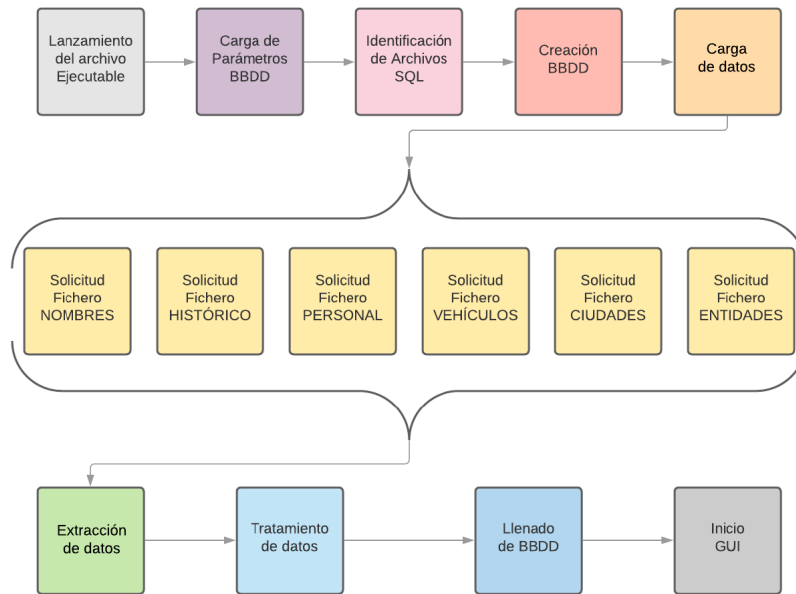 Lanzamiento
del archivo
Ejecutable
Carga de
Parámetros
BBDD
Identificación
de Archivos
SQL
Creación
BBDD
Carga
de datos
Solicitud
Fichero
NOMBRES
Solicitud
Fichero
HISTÓRICO
Solicitud
Fichero
PERSONAL
Solicitud
Fichero
VEHÍCULOS
Solicitud
Fichero
CIUDADES
Solicitud
Fichero
ENTIDADES
Extracción
de datos
Tratamiento
de datos
Llenado
de BBDD
Inicio
GUI